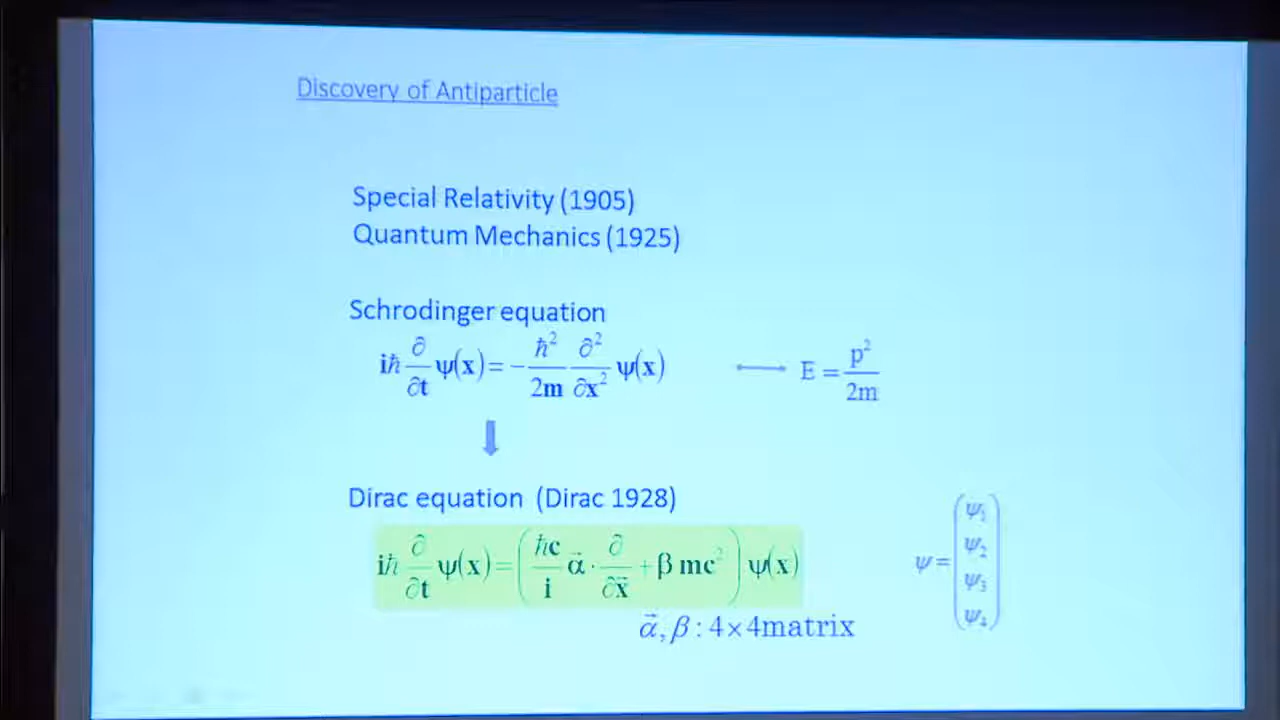 Discovery of Antiparticle
Special Relativity (1905)
Quantum Mechanics (1925)
Schrodinger equation
iℏ ∂/∂t ψ(x) = − ℏ²/2m ∂²/∂x² ψ(x) ⟷ E = p²/2m
Dirac equation (Dirac 1928)
iℏ ∂/∂t ψ(x) = ( ℏc/i α⃗ · ∂/∂x⃗ + β mc² ) ψ(x)
ψ = ( ψ₁ ψ₂ ψ₃ ψ₄ )
α⃗, β : 4×4matrix